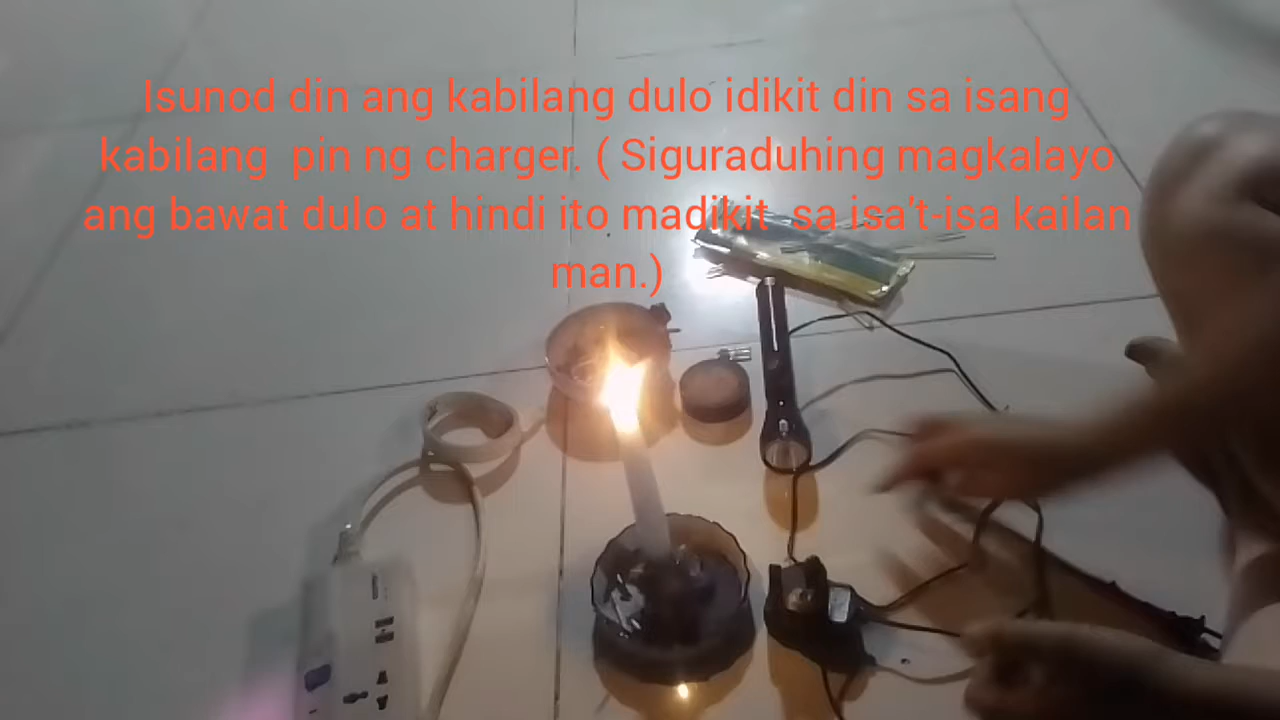 Isunod din ang kabilang dulo idikit din sa isang
kabilang pin ng charger. ( Siguraduhing magkalayo
ang bawat dulo at hindi ito madikit sa isa't-isa kailan
man.)